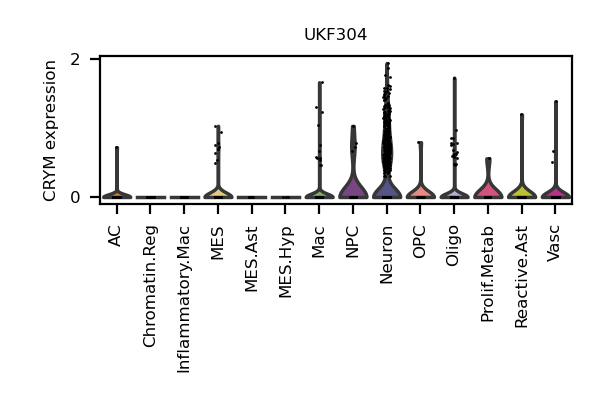 UKF304
CRYM expression
2
0
AC
Chromatin.Reg
Inflammatory.Mac
MES
MES.Ast
MES.Hyp
Mac
NPC
Neuron
OPC
Oligo
Prolif.Metab
Reactive.Ast
Vasc